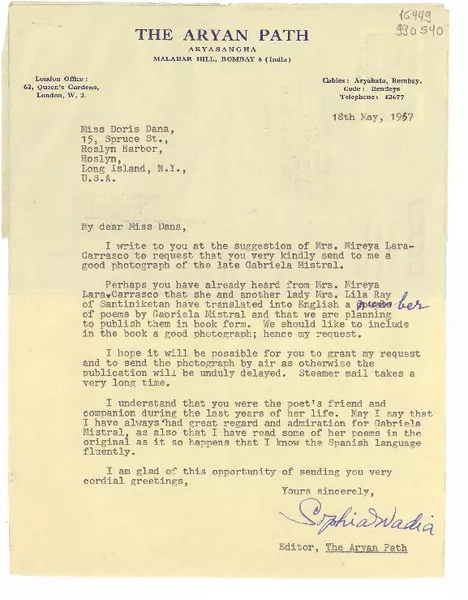 16449
990540
THE ARYAN PATH
ARYASANGHA
MALABAR HILL, BOMBAY 6 (India)
London Office :
62, Queen's Gardens,
London, W. 2.
Cables: Aryahata, Bombay.
Code: Bentleys
Telephone: 42677
18th May, 1957
Miss Doris Dana,
15, Spruce St.,
Roslyn Harbor,
Roslyn,
Long Island, N.Y.,
U.S.A.
My dear Miss Dana,
I write to you at the suggestion of Mrs. Mireya Lara-
Carrasco to request that you very kindly send to me a
good photograph of the late Gabriela Mistral.
Perhaps you have already heard from Mrs. Mireya
Lara-Carrasco that she and another lady Mrs. Lila Ray
of Santiniketan have translated into English a number
of poems by Gabriela Mistral and that we are planning
to publish them in book form. We should like to include
in the book a good photograph; hence my request.
I hope it will be possible for you to grant my request
and to send the photograph by air as otherwise the
publication will be unduly delayed. Steamer mail takes a
very long time.
I understand that you were the poet's friend and
companion during the last years of her life. May I say that
I have always had great regard and admiration for Gabriela
Mistral, as also that I have read some of her poems in the
original as it so happens that I know the Spanish language
fluently.
I am glad of this opportunity of sending you very
cordial greetings,
Yours sincerely,
Sophia Wadia
Editor, The Aryan Path